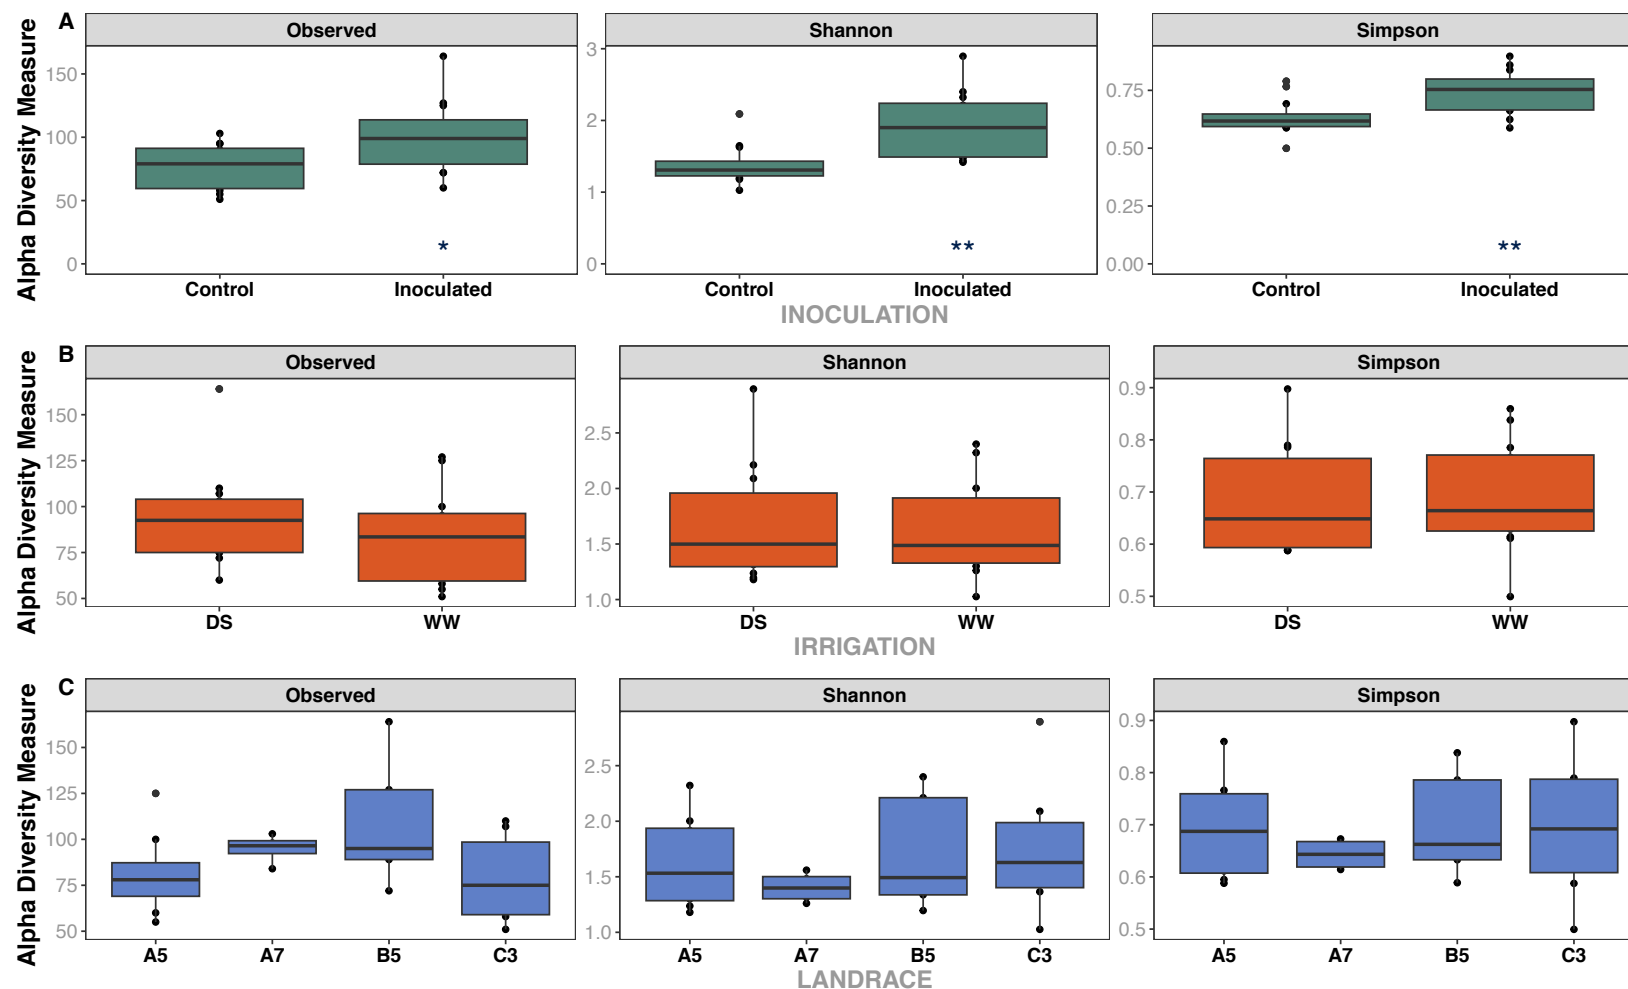 A
Observed
Shannon
Simpson
Alpha Diversity Measure
150
100
50
0
3
2
1
0
0.75
0.50
0.25
0.00
*
**
**
Control
Inoculated
Control
Inoculated
Control
Inoculated
INOCULATION
B
Observed
Shannon
Simpson
Alpha Diversity Measure
150
125
100
75
50
2.5
2.0
1.5
1.0
0.9
0.8
0.7
0.6
0.5
DS
WW
DS
WW
DS
WW
IRRIGATION
C
Observed
Shannon
Simpson
Alpha Diversity Measure
150
125
100
75
50
2.5
2.0
1.5
1.0
0.9
0.8
0.7
0.6
0.5
A5
A7
B5
C3
A5
A7
B5
C3
A5
A7
B5
C3
LANDRACE